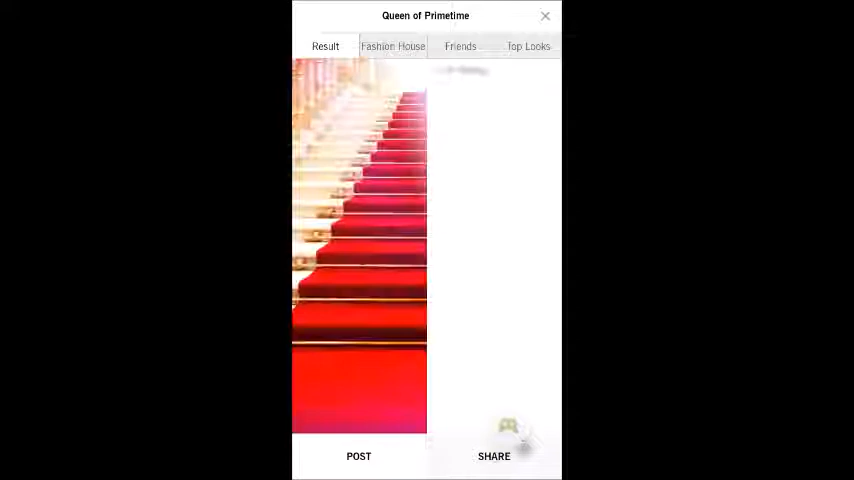 Queen of Primetime
Result
Fashion House
Friends
Top Looks
POST
SHARE